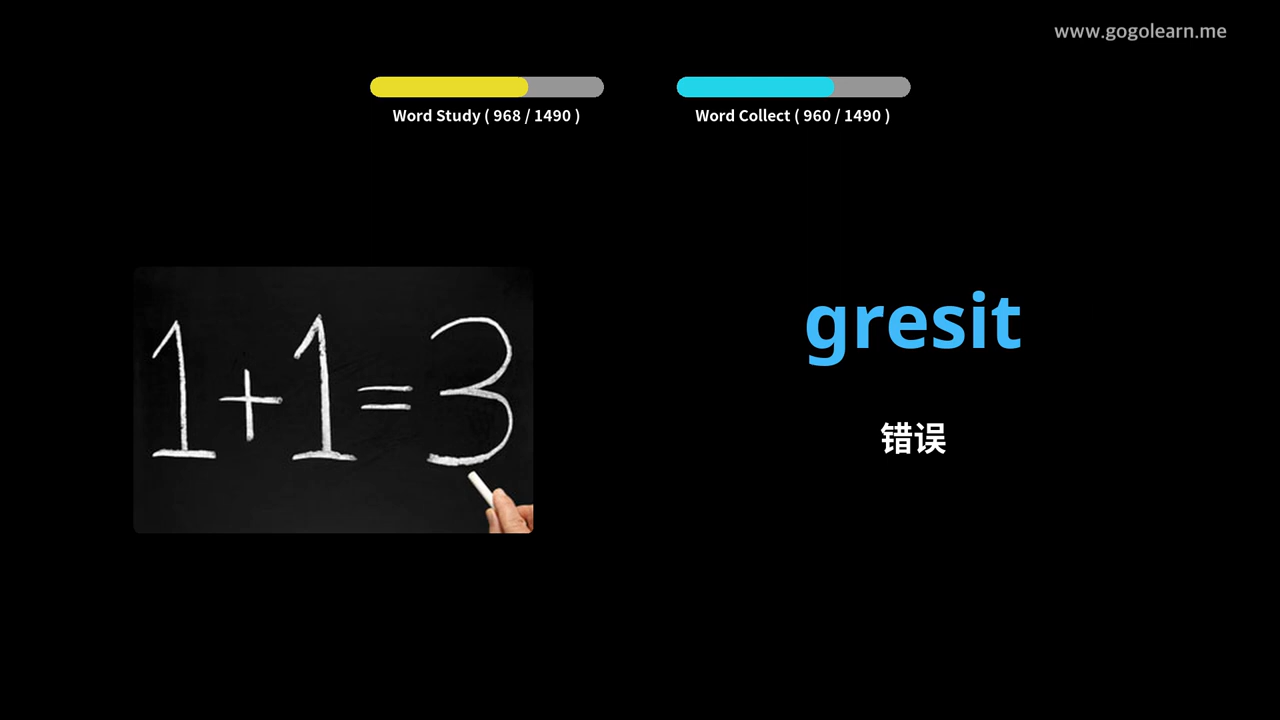 www.gogolearn.me
Word Study ( 968 / 1490 )
Word Collect ( 960 / 1490 )
1+1=3
gresit
错误